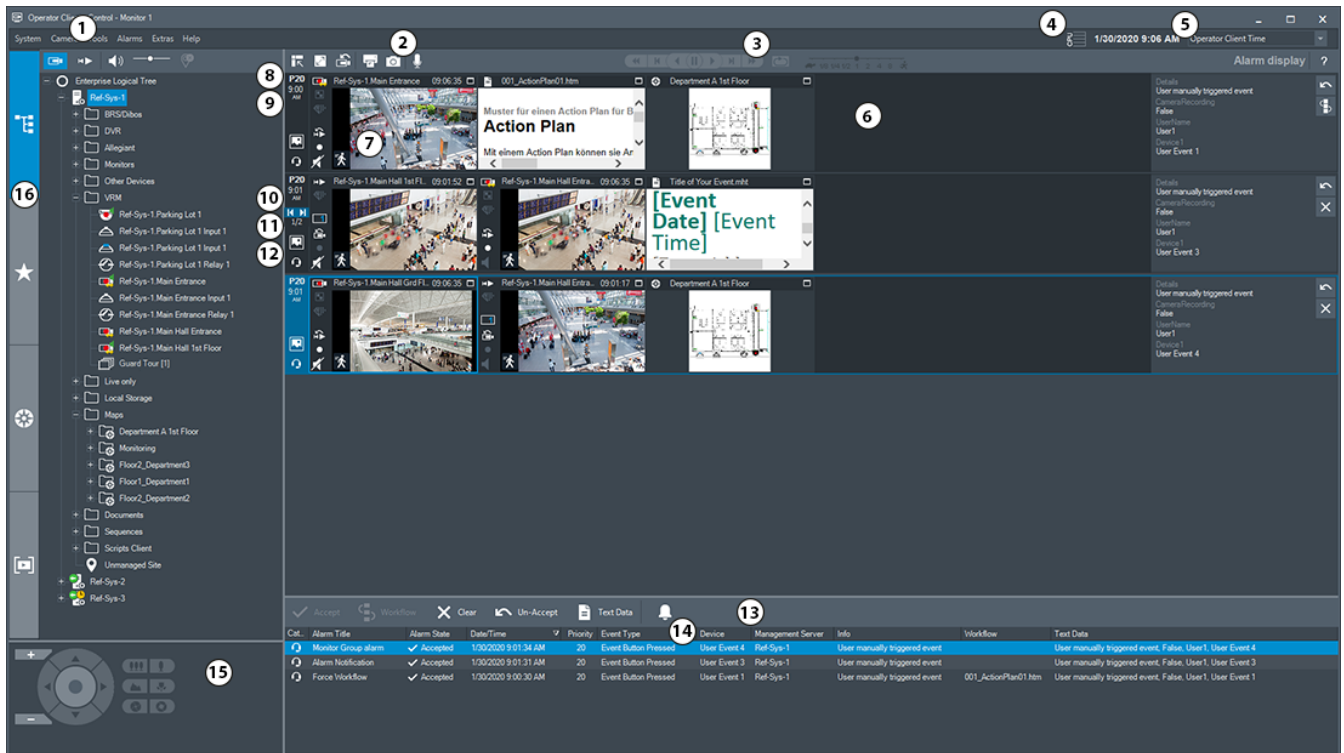 Operator Client Control - Monitor 1
System Camera Tools Alarms Extras Help
1
2
3
4
5
1/30/2020 9:06 AM Operator Client Time
Alarm display ?
Enterprise Logical Tree
Ref-Sys-1
BRS/Dibos
DVR
Allegiant
Monitors
Other Devices
VRM
Ref-Sys-1.Parking Lot 1
Ref-Sys-1.Parking Lot 1 Input 1
Ref-Sys-1.Parking Lot 1 Input 1
Ref-Sys-1.Parking Lot 1 Relay 1
Ref-Sys-1.Main Entrance
Ref-Sys-1.Main Entrance Input 1
Ref-Sys-1.Main Entrance Relay 1
Ref-Sys-1.Main Hall Entrance
Ref-Sys-1.Main Hall 1st Floor
Guard Tour [1]
Live only
Local Storage
Maps
Department A 1st Floor
Monitoring
Floor2_Department3
Floor1_Department1
Floor2_Department2
Documents
Sequences
Scripts Client
Unmanaged Site
Ref-Sys-2
Ref-Sys-3
16
8
9
10
11
12
P20
9:00
AM
Ref-Sys-1.Main Entrance 09:06:35
7
001_ActionPlan01.htm
Muster für einen Action Plan für B
Action Plan
Mit einem Action Plan können sie Ar
Department A 1st Floor
6
Details
User manually triggered event
CameraRecording
False
UserName
User1
Device1
User Event 1
P20
9:01
AM
1/2
Ref-Sys-1.Main Hall 1st Fl.. 09:01:52
Ref-Sys-1.Main Hall Entra.. 09:06:35
Title of Your Event.mht
[Event
Date] [Event
Time]
Details
User manually triggered event
CameraRecording
False
UserName
User1
Device1
User Event 3
P20
9:01
AM
Ref-Sys-1.Main Hall Grd Fl.. 09:06:35
Ref-Sys-1.Main Hall Entra.. 09:01:17
Department A 1st Floor
Details
User manually triggered event
CameraRecording
False
UserName
User1
Device1
User Event 4
Accept Workflow Clear Un-Accept Text Data 13
Cat.. Alarm Title Alarm State Date/Time Priority Event Type 14 Device Management Server Info Workflow Text Data
Monitor Group alarm Accepted 1/30/2020 9:01:34 AM 20 Event Button Pressed User Event 4 Ref-Sys-1 User manually triggered event User manually triggered event, False, User1, User Event 4
Alarm Notification Accepted 1/30/2020 9:01:31 AM 20 Event Button Pressed User Event 3 Ref-Sys-1 User manually triggered event User manually triggered event, False, User1, User Event 3
Force Workflow Accepted 1/30/2020 9:00:30 AM 20 Event Button Pressed User Event 1 Ref-Sys-1 User manually triggered event 001_ActionPlan01.htm User manually triggered event, False, User1, User Event 1
15